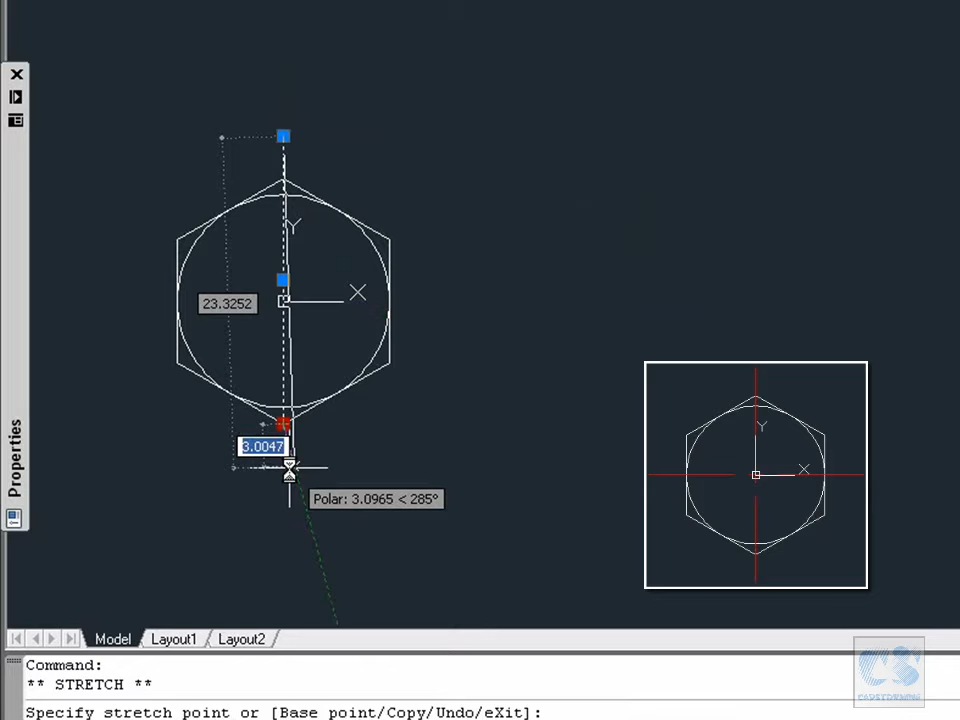 Y
X
23.3252
3.0047
Polar: 3.0965 < 285°
Y
X
Properties
Model
Layout1
Layout2
Command:
** STRETCH **
Specify stretch point or [Base point/Copy/Undo/eXit]:
CS